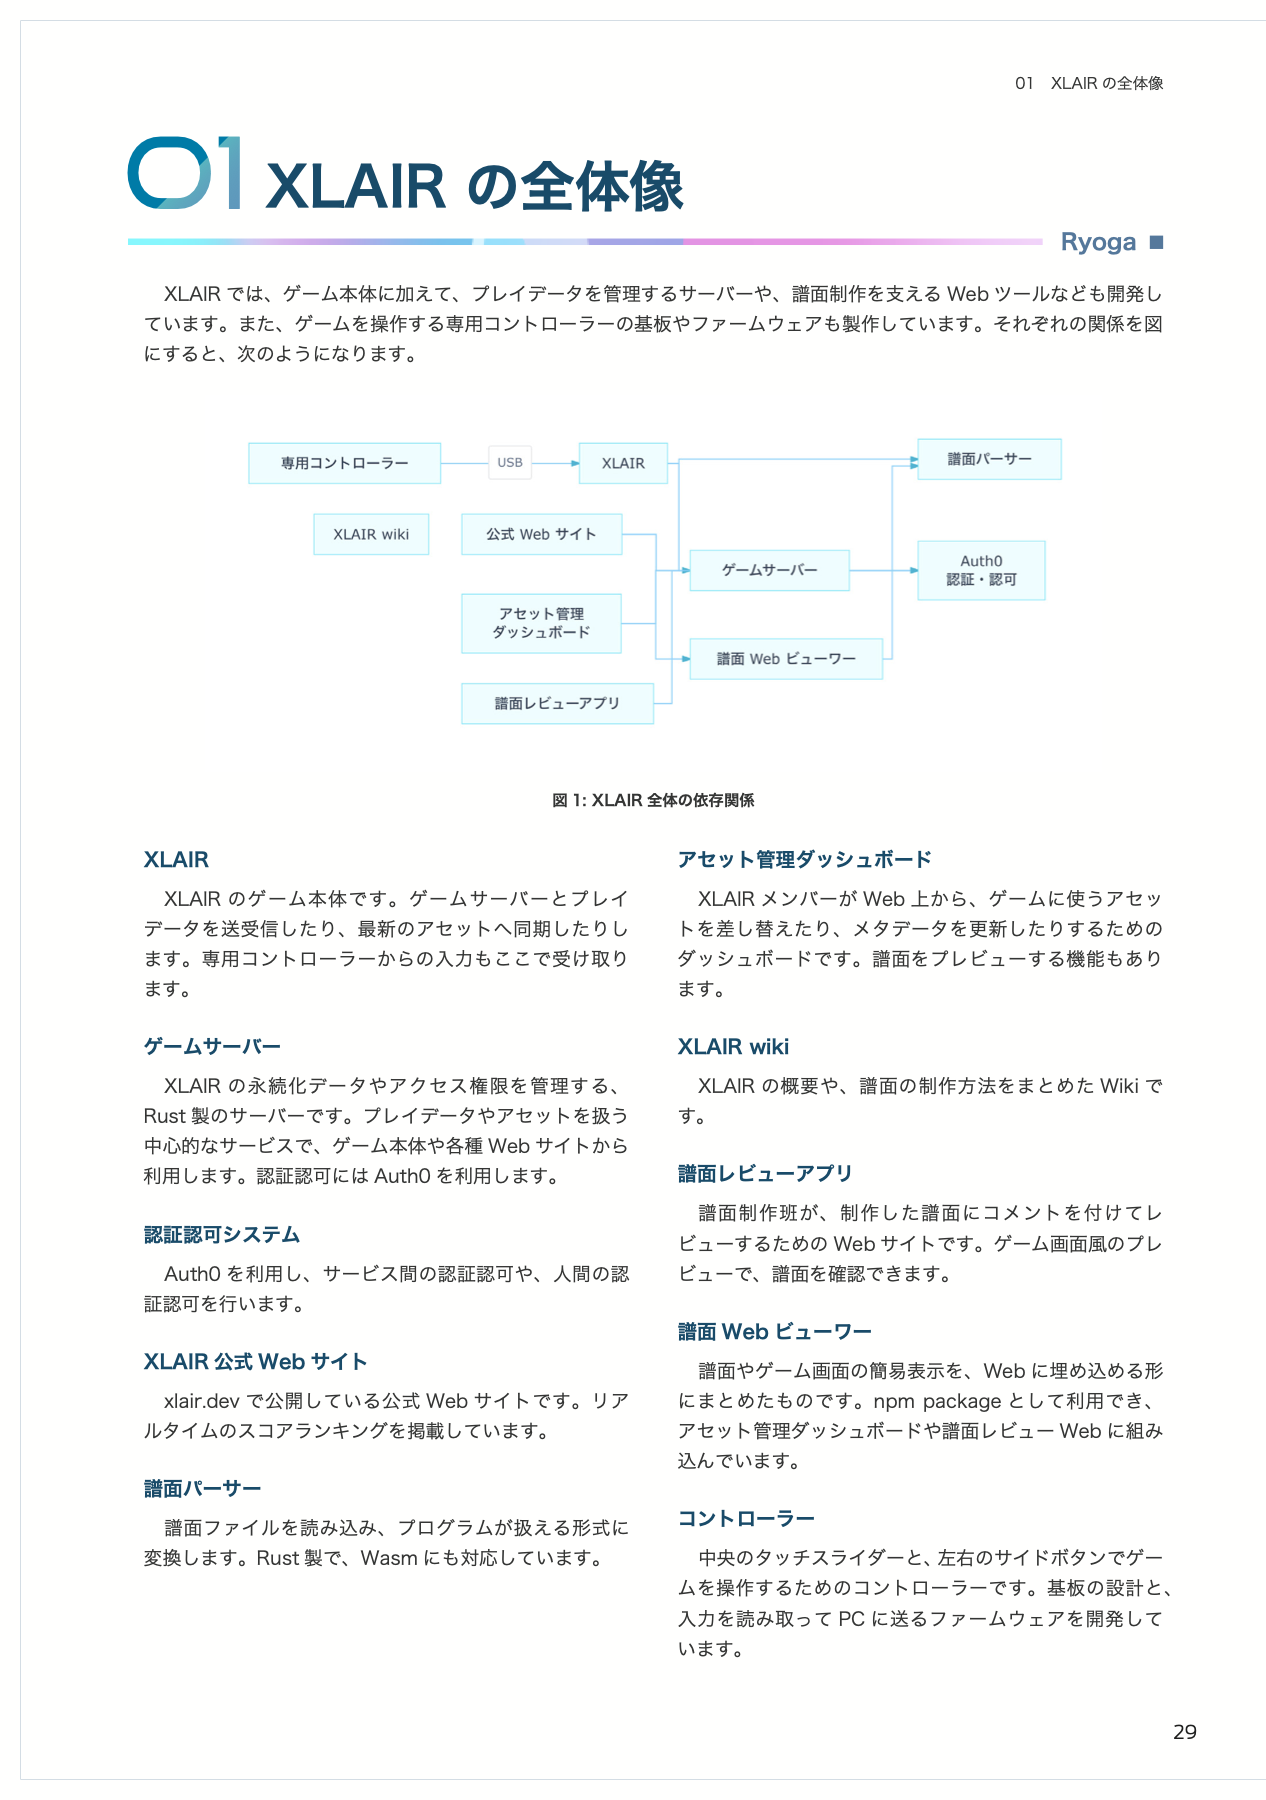 01 XLAIR の全体像
01 XLAIR の全体像
Ryoga ■
XLAIR では、ゲーム本体に加えて、プレイデータを管理するサーバーや、譜面制作を支える Web ツールなども開発し
ています。また、ゲームを操作する専用コントローラーの基板やファームウェアも製作しています。それぞれの関係を図
にすると、次のようになります。
専用コントローラー
USB
XLAIR
譜面パーサー
XLAIR wiki
公式 Web サイト
ゲームサーバー
Auth0
認証・認可
アセット管理
ダッシュボード
譜面 Web ビューワー
譜面レビューアプリ
図 1: XLAIR 全体の依存関係
XLAIR
XLAIR のゲーム本体です。ゲームサーバーとプレイ
データを送受信したり、最新のアセットへ同期したりし
ます。専用コントローラーからの入力もここで受け取り
ます。
ゲームサーバー
XLAIR の永続化データやアクセス権限を管理する、
Rust 製のサーバーです。プレイデータやアセットを扱う
中心的なサービスで、ゲーム本体や各種 Web サイトから
利用します。認証認可には Auth0 を利用します。
認証認可システム
Auth0 を利用し、サービス間の認証認可や、人間の認
証認可を行います。
XLAIR 公式 Web サイト
xlair.dev で公開している公式 Web サイトです。リア
ルタイムのスコアランキングを掲載しています。
譜面パーサー
譜面ファイルを読み込み、プログラムが扱える形式に
変換します。Rust 製で、Wasm にも対応しています。
アセット管理ダッシュボード
XLAIR メンバーが Web 上から、ゲームに使うアセッ
トを差し替えたり、メタデータを更新したりするための
ダッシュボードです。譜面をプレビューする機能もあり
ます。
XLAIR wiki
XLAIR の概要や、譜面の制作方法をまとめた Wiki で
す。
譜面レビューアプリ
譜面制作班が、制作した譜面にコメントを付けてレ
ビューするための Web サイトです。ゲーム画面風のプレ
ビューで、譜面を確認できます。
譜面 Web ビューワー
譜面やゲーム画面の簡易表示を、Web に埋め込める形
にまとめたものです。npm package として利用でき、
アセット管理ダッシュボードや譜面レビュー Web に組み
込んでいます。
コントローラー
中央のタッチスライダーと、左右のサイドボタンでゲー
ムを操作するためのコントローラーです。基板の設計と、
入力を読み取って PC に送るファームウェアを開発して
います。
29